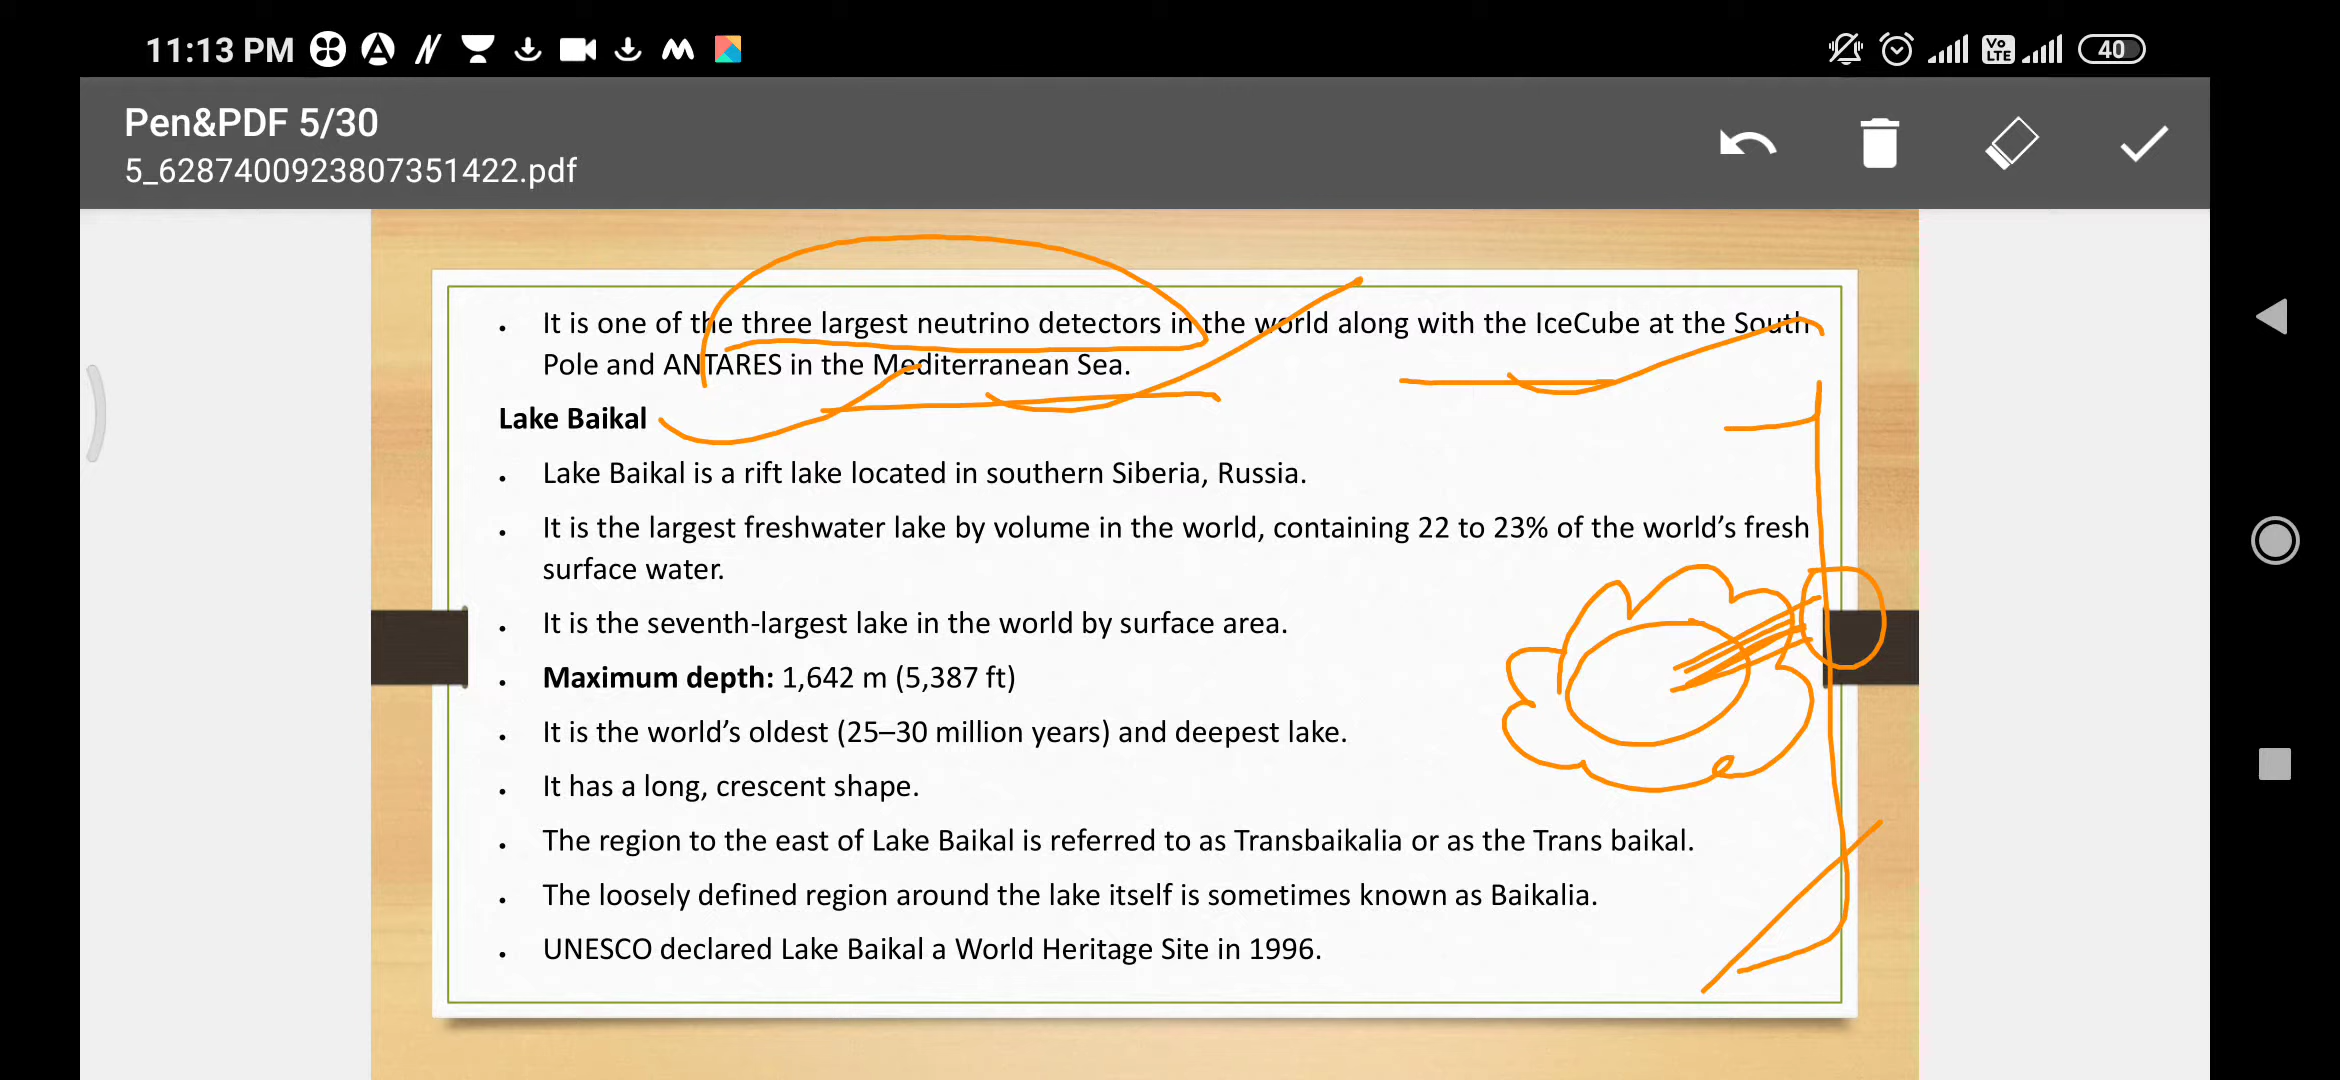 11:13 PM
Vo LTE
40
Pen&PDF 5/30
5_6287400923807351422.pdf
• It is one of the three largest neutrino detectors in the world along with the IceCube at the South
Pole and ANTARES in the Mediterranean Sea.
Lake Baikal
• Lake Baikal is a rift lake located in southern Siberia, Russia.
• It is the largest freshwater lake by volume in the world, containing 22 to 23% of the world’s fresh
surface water.
• It is the seventh-largest lake in the world by surface area.
• Maximum depth: 1,642 m (5,387 ft)
• It is the world’s oldest (25–30 million years) and deepest lake.
• It has a long, crescent shape.
• The region to the east of Lake Baikal is referred to as Transbaikalia or as the Trans baikal.
• The loosely defined region around the lake itself is sometimes known as Baikalia.
• UNESCO declared Lake Baikal a World Heritage Site in 1996.